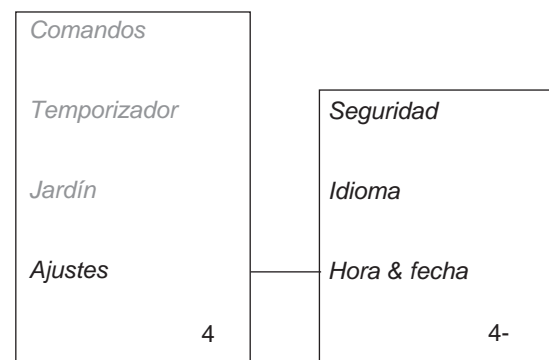 Comandos
Temporizador
Jardín
Ajustes
4
Seguridad
Idioma
Hora & fecha
4-